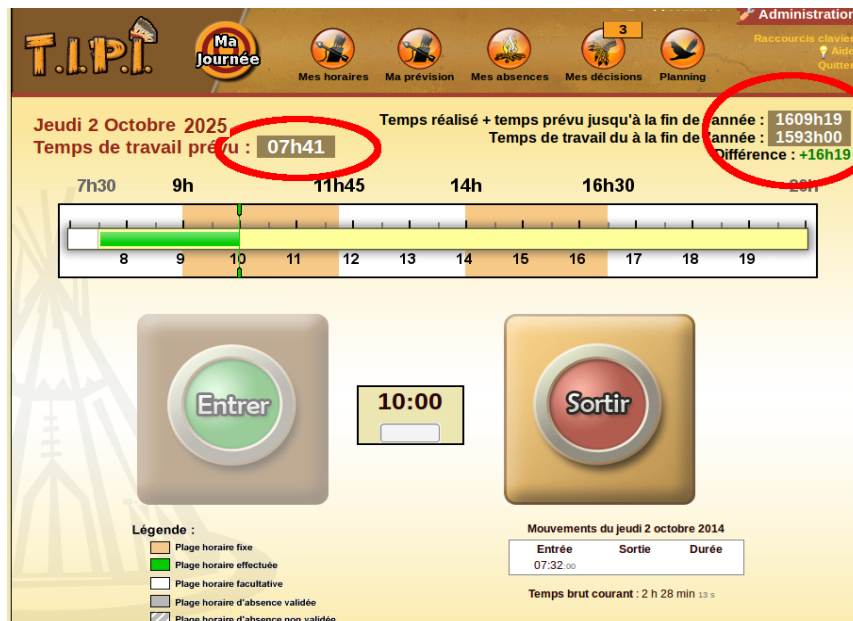 T.I.P.I.
Ma
Journée
Mes horaires
Ma prévision
Mes absences
3
Mes décisions
Planning
Administration
Raccourcis clavier
Aide
Quitter
Jeudi 2 Octobre 2025
Temps de travail prévu : 07h41
Temps réalisé + temps prévu jusqu'à la fin de l'année : 1609h19
Temps de travail du à la fin de l'année : 1593h00
Différence : +16h19
7h30 9h 11h45 14h 16h30 20h
8 9 10 11 12 13 14 15 16 17 18 19
Entrer
10:00
Sortir
Légende :
Plage horaire fixe
Plage horaire effectuée
Plage horaire facultative
Plage horaire d'absence validée
Plage horaire d'absence non validée
Mouvements du jeudi 2 octobre 2014
Entrée Sortie Durée
07:32:00
Temps brut courant : 2 h 28 min 13 s